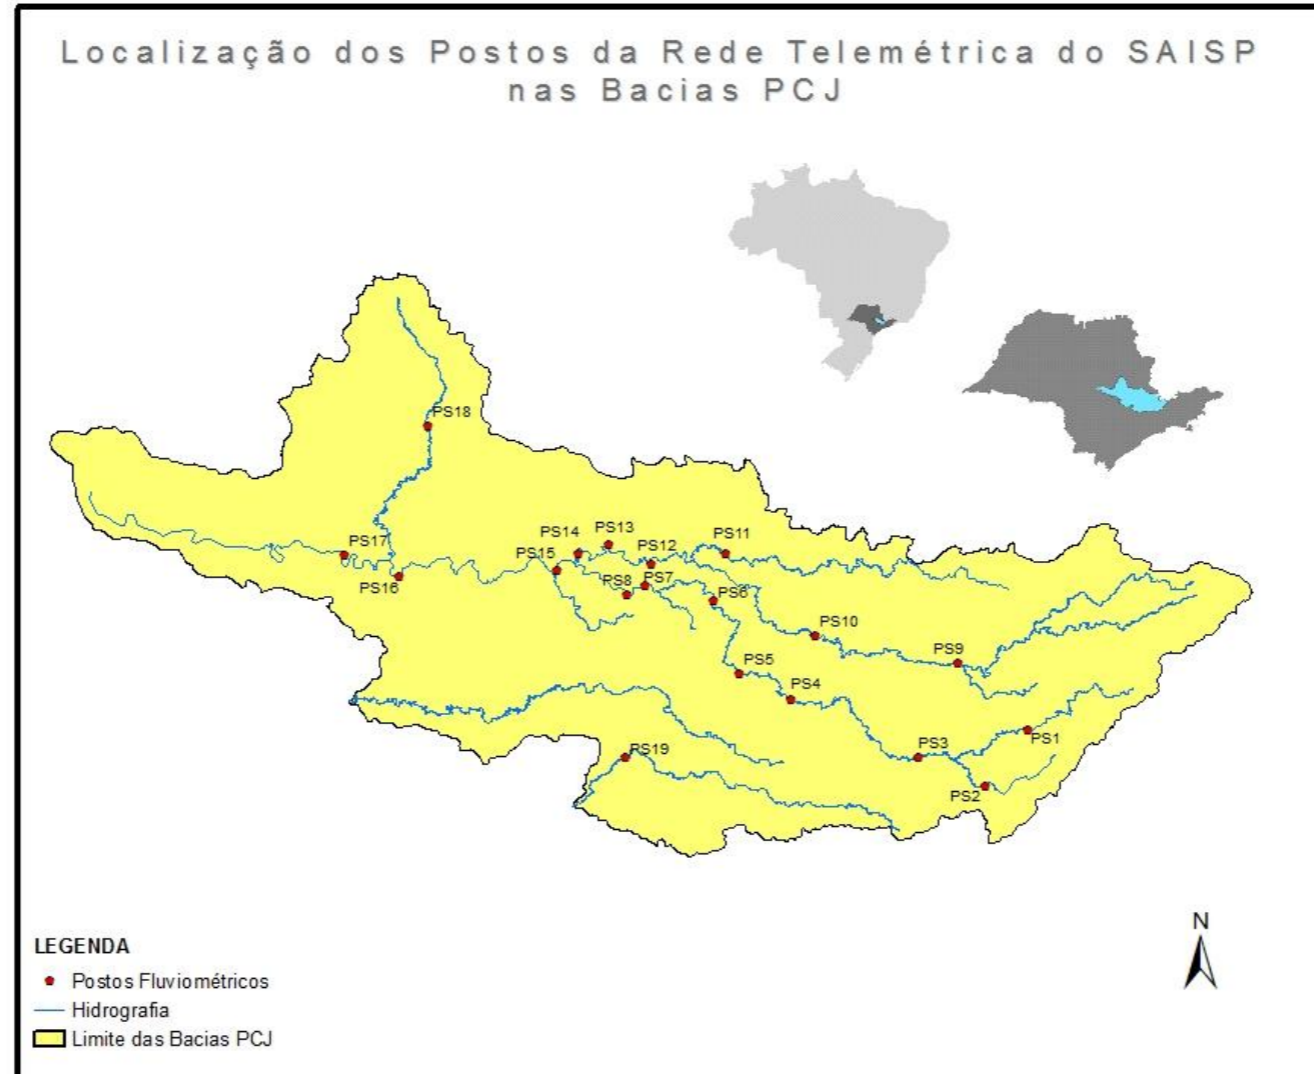 Localização dos Postos da Rede Telemétrica do SAISP
nas Bacias PCJ
PS18
PS17
PS16
PS15
PS14
PS13
PS12
PS11
PS8
PS7
PS6
PS10
PS9
PS5
PS4
PS3
PS1
PS2
PS19
N
LEGENDA
Postos Fluviométricos
Hidrografia
Limite das Bacias PCJ